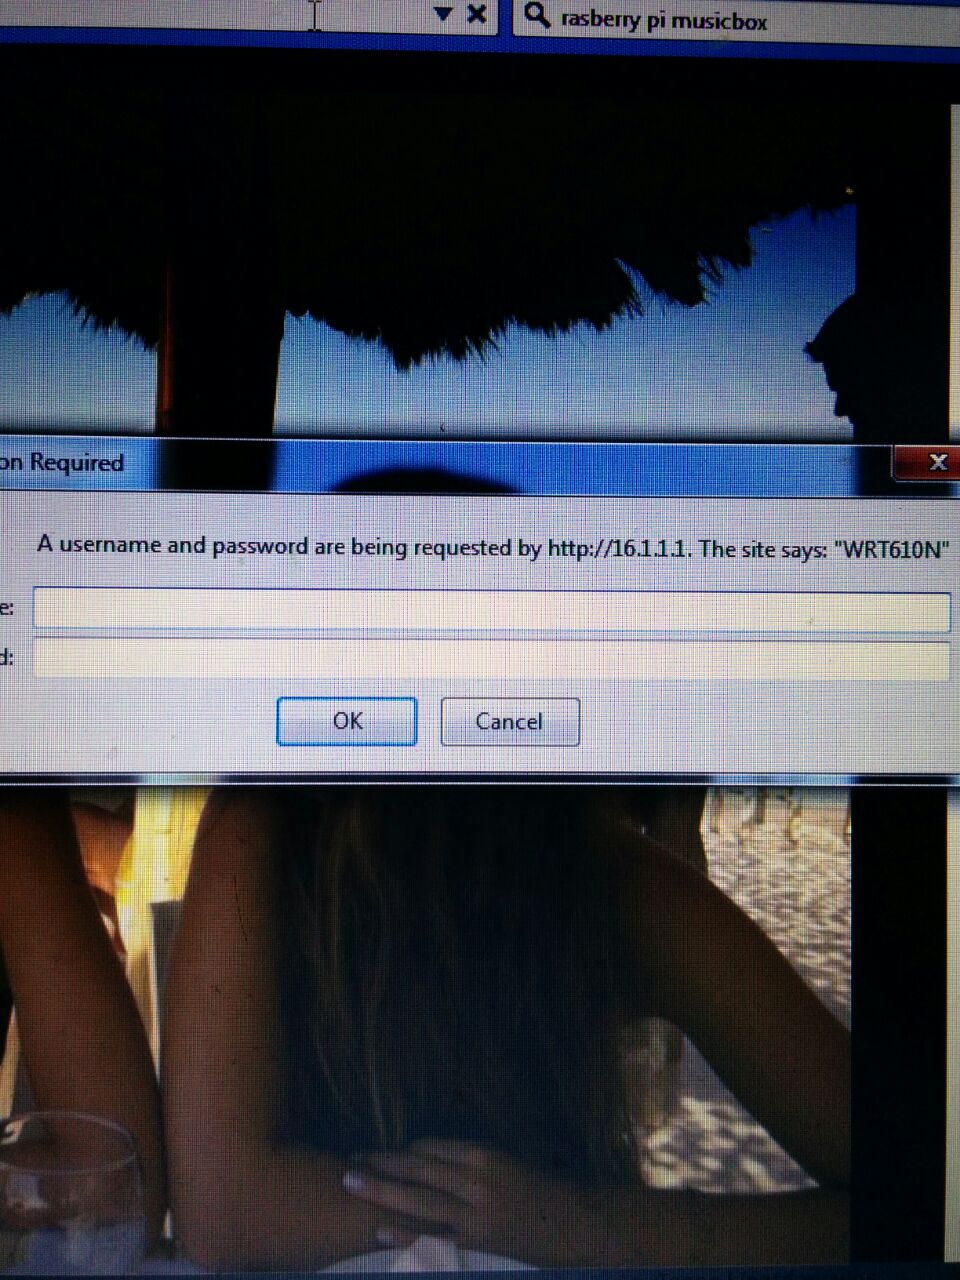 rasberry pi musicbox
on Required
A username and password are being requested by http://16.1.1.1. The site says: "WRT610N"
e:
d:
OK
Cancel